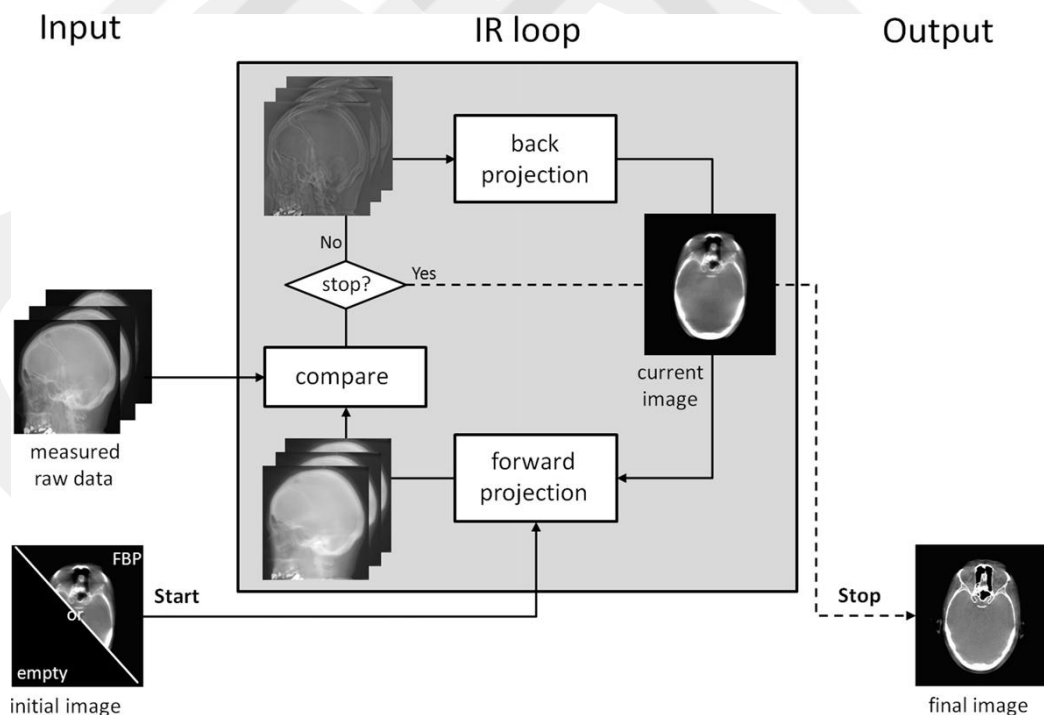 Input
IR loop
Output
back
projection
No
stop?
Yes
compare
current
image
measured
raw data
forward
projection
FBP
or
empty
Start
Stop
initial image
final image